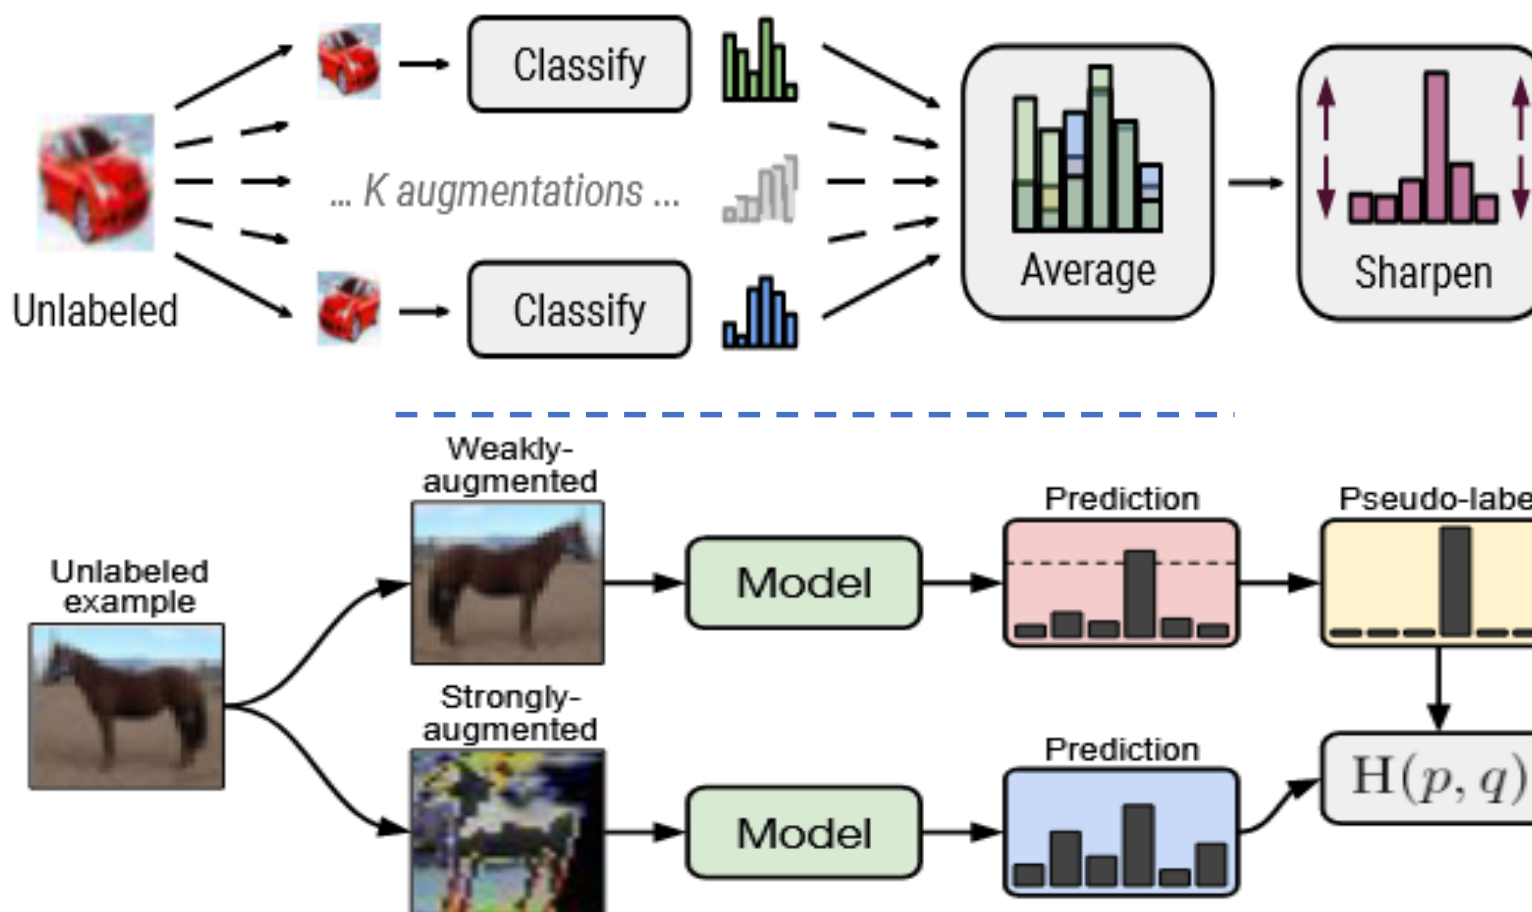 Classify
... K augmentations ...
Unlabeled
Classify
Average
Sharpen
Weakly-
augmented
Prediction
Pseudo-labe
Unlabeled
example
Model
Strongly-
augmented
Prediction
Model
H(p, q)